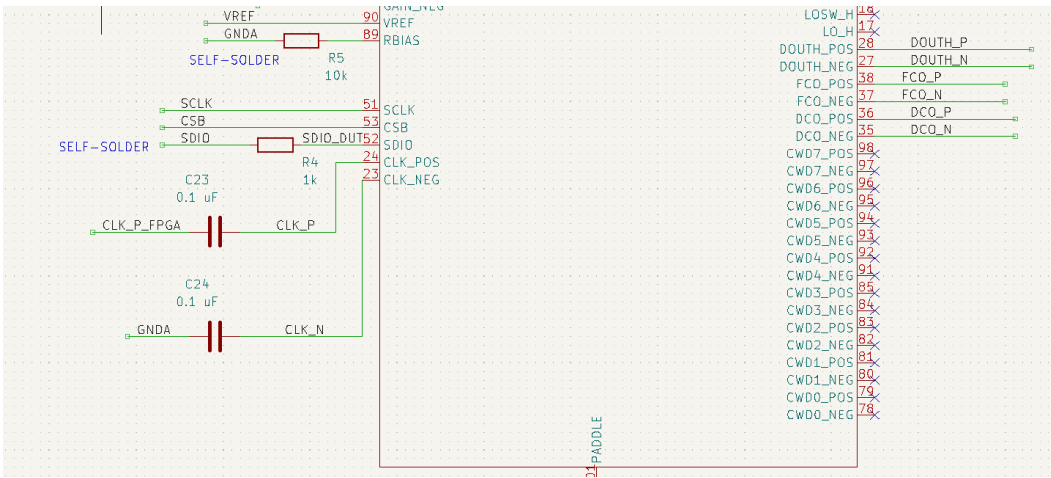 GAIN_NEG
VREF 90 VREF
GNDA 89 RBIAS
SELF-SOLDER R5
10k
SCLK 51 SCLK
CSB 53 CSB
SDIO SDIO_DUT 52 SDIO
SELF-SOLDER
R4
1k
24 CLK_POS
23 CLK_NEG
C23
0.1 uF
CLK_P_FPGA CLK_P
C24
0.1 uF
GNDA CLK_N
LOSW_H 18
LO_H 17
DOUTH_POS 28 DOUTH_P
DOUTH_NEG 27 DOUTH_N
FCO_POS 38 FCO_P
FCO_NEG 37 FCO_N
DCO_POS 36 DCO_P
DCO_NEG 35 DCO_N
CWD7_POS 98
CWD7_NEG 97
CWD6_POS 96
CWD6_NEG 95
CWD5_POS 94
CWD5_NEG 93
CWD4_POS 92
CWD4_NEG 91
CWD3_POS 85
CWD3_NEG 84
CWD2_POS 83
CWD2_NEG 82
CWD1_POS 81
CWD1_NEG 80
CWD0_POS 79
CWD0_NEG 78
PADDLE